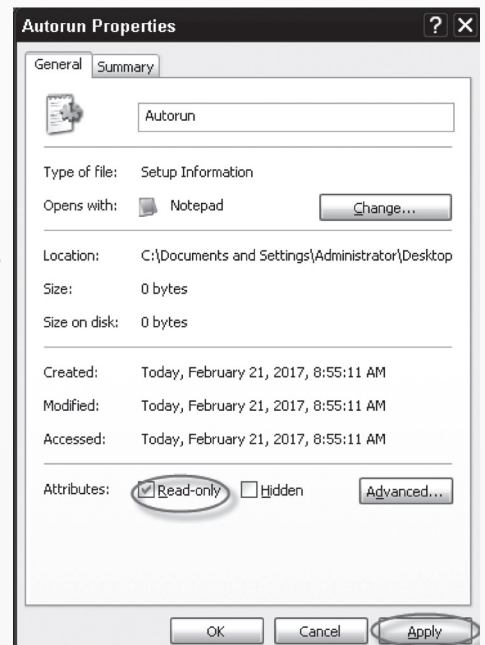 Autorun Properties
General Summary
Autorun
Type of file: Setup Information
Opens with: Notepad Change...
Location: C:\Documents and Settings\Administrator\Desktop
Size: 0 bytes
Size on disk: 0 bytes
Created: Today, February 21, 2017, 8:55:11 AM
Modified: Today, February 21, 2017, 8:55:11 AM
Accessed: Today, February 21, 2017, 8:55:11 AM
Attributes: Read-only Hidden Advanced...
OK Cancel Apply